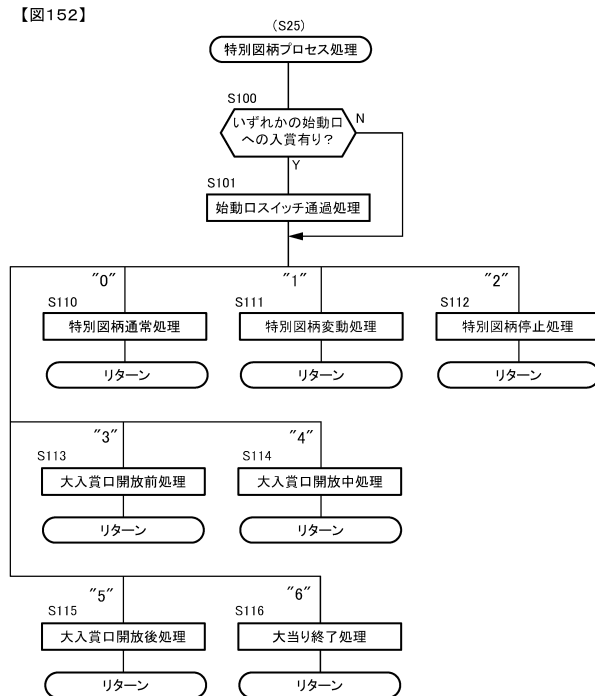 【図152】
(S25)
特別図柄プロセス処理
S100
いずれかの始動口
への入賞有り？
N
Y
S101
始動口スイッチ通過処理
"0"
"1"
"2"
S110
S111
S112
特別図柄通常処理
特別図柄変動処理
特別図柄停止処理
リターン
リターン
リターン
"3"
"4"
S113
S114
大入賞口開放前処理
大入賞口開放中処理
リターン
リターン
"5"
"6"
S115
S116
大入賞口開放後処理
大当り終了処理
リターン
リターン